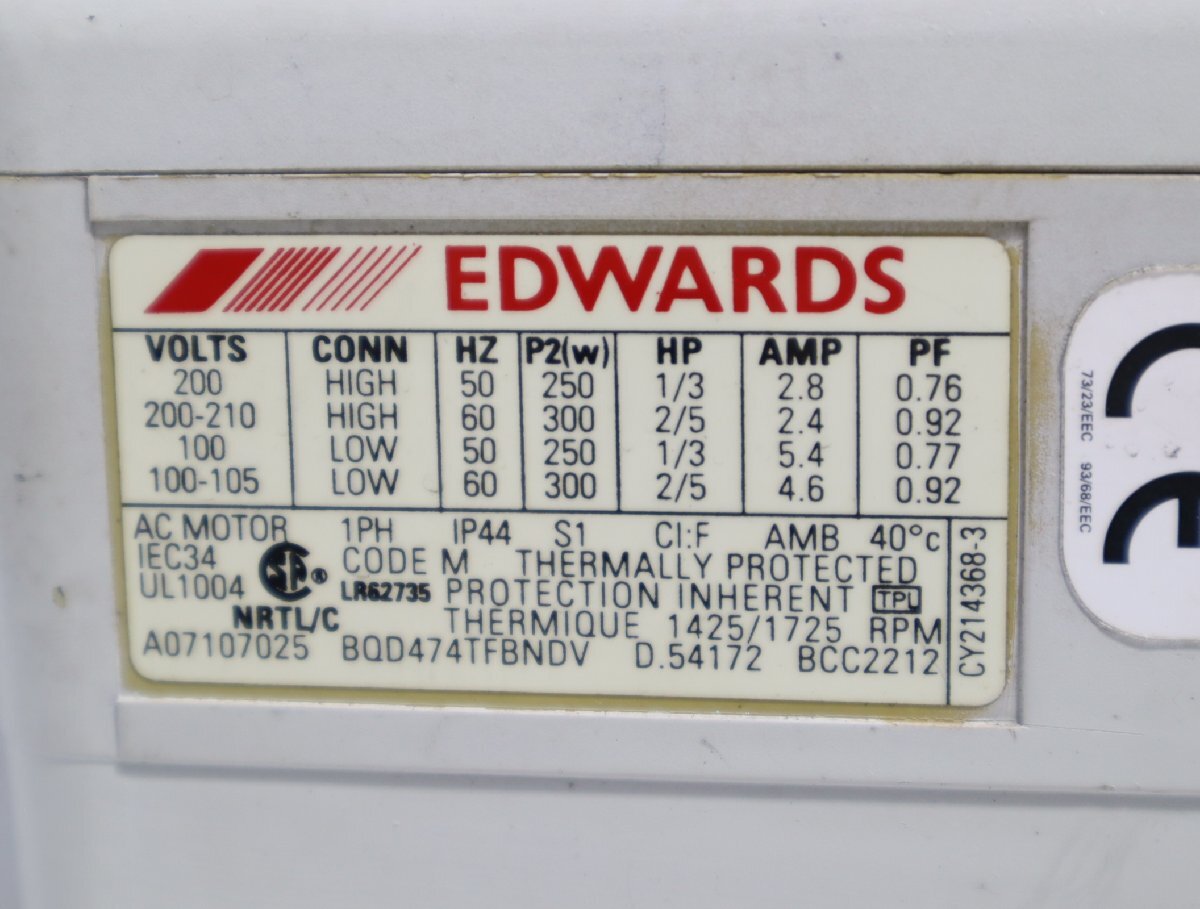 EDWARDS
VOLTS CONN HZ P2(w) HP AMP PF
200 HIGH 50 250 1/3 2.8 0.76
200-210 HIGH 60 300 2/5 2.4 0.92
100 LOW 50 250 1/3 5.4 0.77
100-105 LOW 60 300 2/5 4.6 0.92
AC MOTOR 1PH IP44 S1 CI:F AMB 40°c
IEC34 CODE M THERMALLY PROTECTED
UL1004 SA ® LR62735 PROTECTION INHERENT TPL
NRTL/C THERMIQUE 1425/1725 RPM
A07107025 BQD474TFBNDV D.54172 BCC2212
CY2143​68-3
CE
73/23/EEC 93/68/EEC